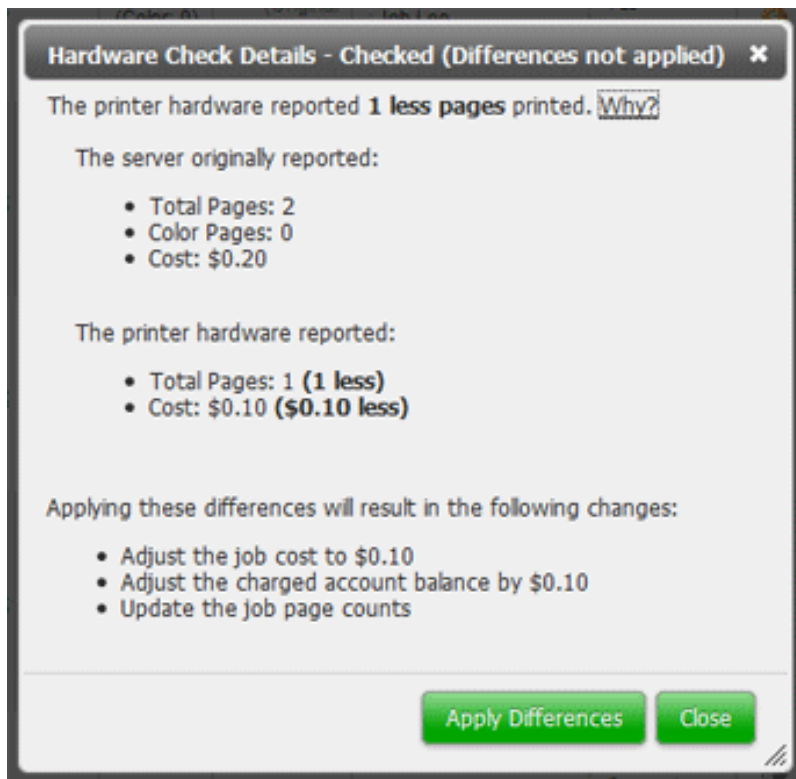 (Color: 0)
Job Log
Hardware Check Details - Checked (Differences not applied)
The printer hardware reported 1 less pages printed. Why?
The server originally reported:
• Total Pages: 2
• Color Pages: 0
• Cost: $0.20
The printer hardware reported:
• Total Pages: 1 (1 less)
• Cost: $0.10 ($0.10 less)
Applying these differences will result in the following changes:
• Adjust the job cost to $0.10
• Adjust the charged account balance by $0.10
• Update the job page counts
Apply Differences Close